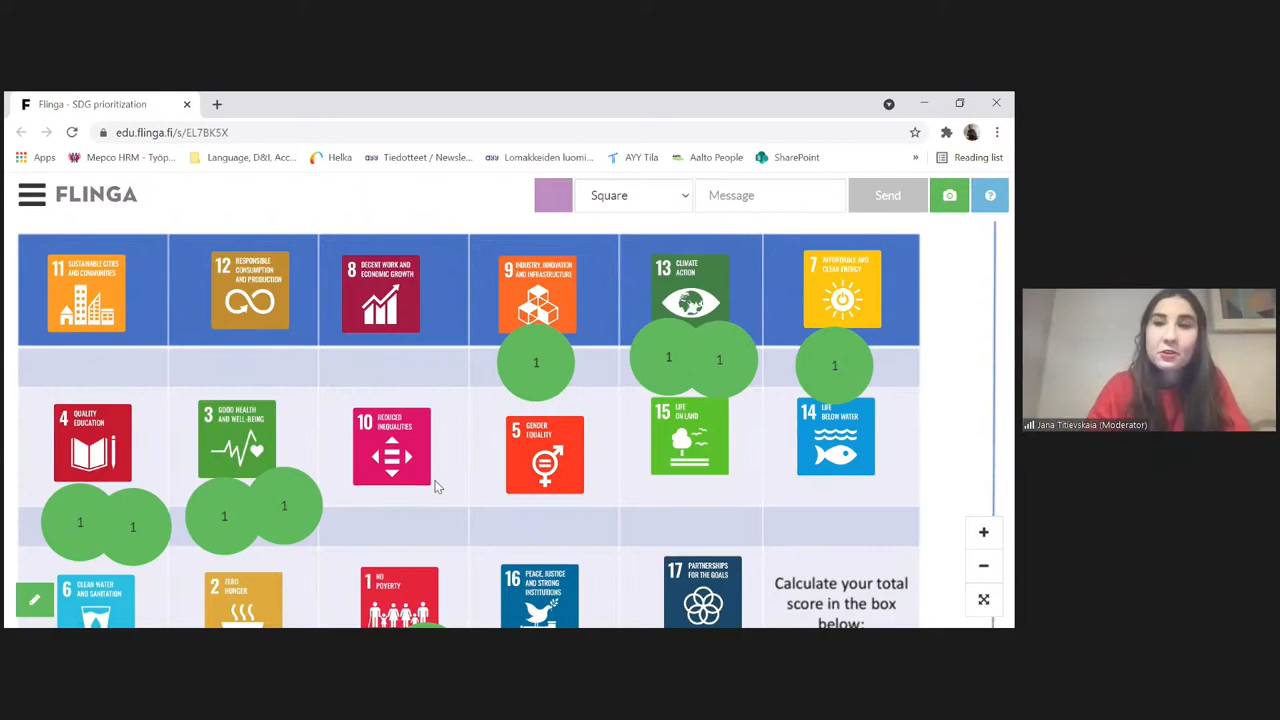 F Flinga - SDG prioritization
edu.flinga.fi/s/EL7BK5X
Apps Mepco HRM - Työp... Language, D&I, Acc... Helka ayy Tiedotteet / Newsle... ayy Lomakkeiden luomi... AYY Tila Aalto People SharePoint » Reading list
FLINGA Square Message Send ?
11 SUSTAINABLE CITIES
AND COMMUNITIES
12 RESPONSIBLE
CONSUMPTION
AND PRODUCTION
8 DECENT WORK AND
ECONOMIC GROWTH
9 INDUSTRY, INNOVATION
AND INFRASTRUCTURE
13 CLIMATE
ACTION
7 AFFORDABLE AND
CLEAN ENERGY
1
1
1
1
4 QUALITY
EDUCATION
3 GOOD HEALTH
AND WELL-BEING
10 REDUCED
INEQUALITIES
5 GENDER
EQUALITY
15 LIFE
ON LAND
14 LIFE
BELOW WATER
1
1
1
1
6 CLEAN WATER
AND SANITATION
2 ZERO
HUNGER
1 NO
POVERTY
16 PEACE, JUSTICE
AND STRONG
INSTITUTIONS
17 PARTNERSHIPS
FOR THE GOALS
Calculate your total
score in the box
below:
Jana Titievskaia (Moderator)